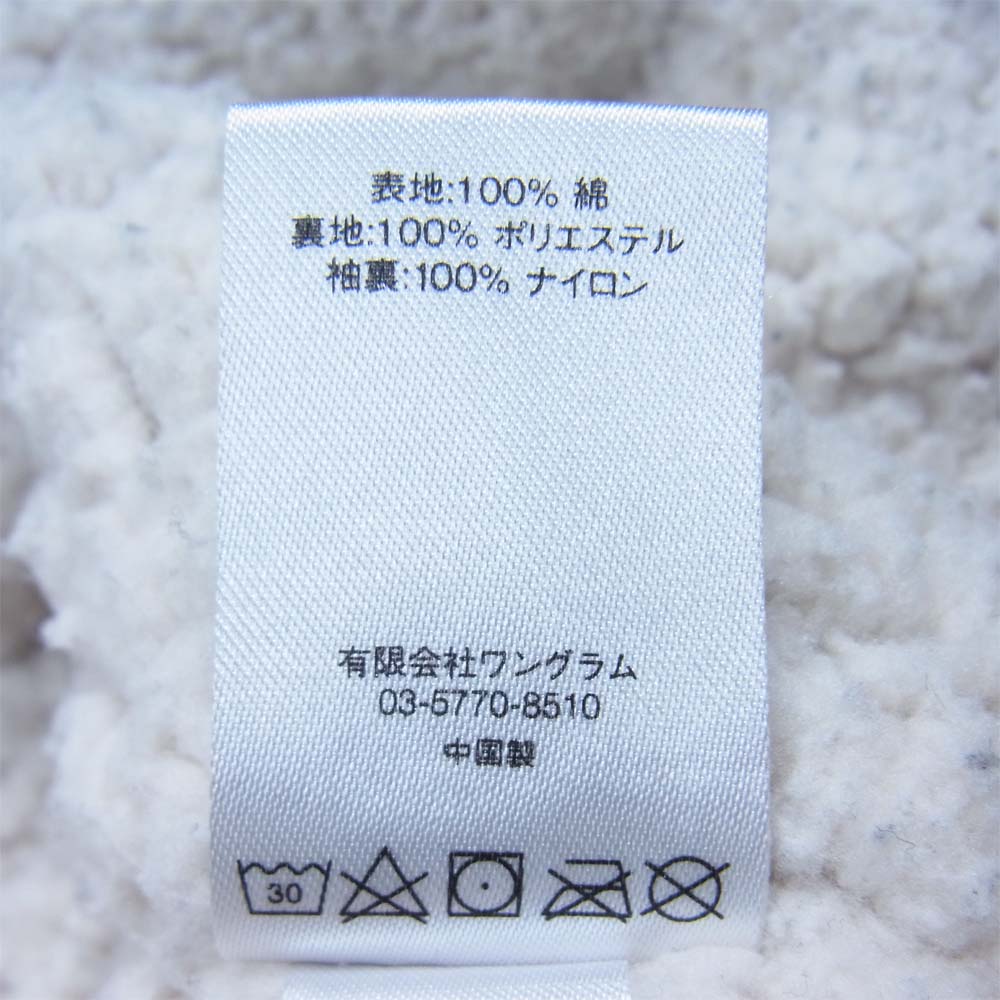 表地:100% 綿
裏地:100% ポリエステル
袖裏:100% ナイロン
有限会社ワングラム
03-5770-8510
中国製
30